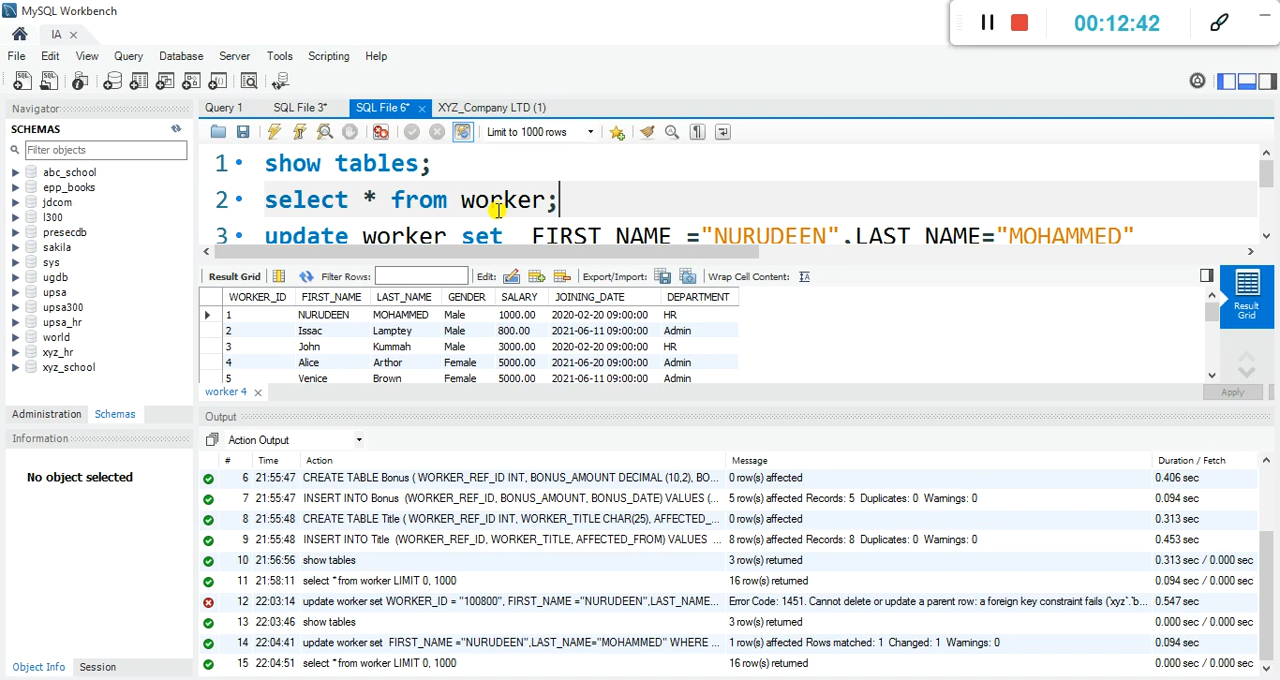 MySQL Workbench
00:12:42
IA
File Edit View Query Database Server Tools Scripting Help
Navigator
SCHEMAS
Filter objects
abc_school
epp_books
jdcom
l300
presecdb
sakila
sys
ugdb
upsa
upsa300
upsa_hr
world
xyz_hr
xyz_school
Administration Schemas
Information
No object selected
Object Info Session
Query 1 SQL File 3* SQL File 6* XYZ_Company LTD (1)
Limit to 1000 rows
1 show tables;
2 select * from worker;
3 update worker set FIRST_NAME ="NURUDEEN",LAST_NAME="MOHAMMED"
Result Grid Filter Rows: Edit: Export/Import: Wrap Cell Content:
WORKER_ID FIRST_NAME LAST_NAME GENDER SALARY JOINING_DATE DEPARTMENT
1 NURUDEEN MOHAMMED Male 1000.00 2020-02-20 09:00:00 HR
2 Issac Lamptey Male 800.00 2021-06-11 09:00:00 Admin
3 John Kummah Male 3000.00 2020-02-20 09:00:00 HR
4 Alice Arthor Female 5000.00 2021-06-20 09:00:00 Admin
5 Venice Brown Female 5000.00 2021-06-11 09:00:00 Admin
Result Grid
worker 4
Apply
Output
Action Output
# Time Action Message Duration / Fetch
6 21:55:47 CREATE TABLE Bonus ( WORKER_REF_ID INT, BONUS_AMOUNT DECIMAL (10,2), BO... 0 row(s) affected 0.406 sec
7 21:55:47 INSERT INTO Bonus (WORKER_REF_ID, BONUS_AMOUNT, BONUS_DATE) VALUES (... 5 row(s) affected Records: 5 Duplicates: 0 Warnings: 0 0.094 sec
8 21:55:48 CREATE TABLE Title ( WORKER_REF_ID INT, WORKER_TITLE CHAR(25), AFFECTED_... 0 row(s) affected 0.313 sec
9 21:55:48 INSERT INTO Title (WORKER_REF_ID, WORKER_TITLE, AFFECTED_FROM) VALUES ... 8 row(s) affected Records: 8 Duplicates: 0 Warnings: 0 0.453 sec
10 21:56:56 show tables 3 row(s) returned 0.313 sec / 0.000 sec
11 21:58:11 select * from worker LIMIT 0, 1000 16 row(s) returned 0.094 sec / 0.000 sec
12 22:03:14 update worker set WORKER_ID = "100800", FIRST_NAME ="NURUDEEN",LAST_NAME... Error Code: 1451. Cannot delete or update a parent row: a foreign key constraint fails (`xyz`.`b... 0.547 sec
13 22:03:46 show tables 3 row(s) returned 0.000 sec / 0.000 sec
14 22:04:41 update worker set FIRST_NAME ="NURUDEEN",LAST_NAME="MOHAMMED" WHERE ... 1 row(s) affected Rows matched: 1 Changed: 1 Warnings: 0 0.094 sec
15 22:04:51 select * from worker LIMIT 0, 1000 16 row(s) returned 0.000 sec / 0.000 sec